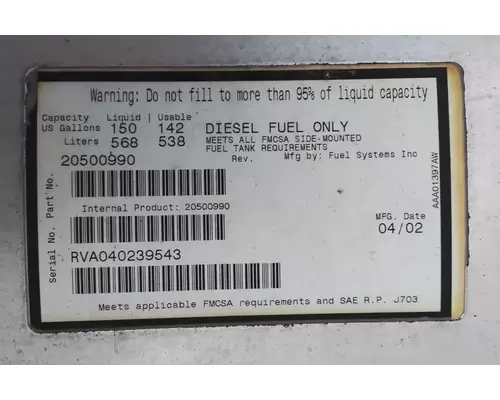 Warning: Do not fill to more than 95% of liquid capacity
Capacity Liquid | Usable
US Gallons 150 142
Liters 568 538
DIESEL FUEL ONLY
MEETS ALL FMCSA SIDE-MOUNTED
FUEL TANK REQUIREMENTS
20500990
Rev. Mfg by: Fuel Systems Inc
Part No.
Internal Product: 20500990
MFG. Date
04/02
RVA040239543
Serial No.
Meets applicable FMCSA requirements and SAE R.P. J703
AAA01397AW